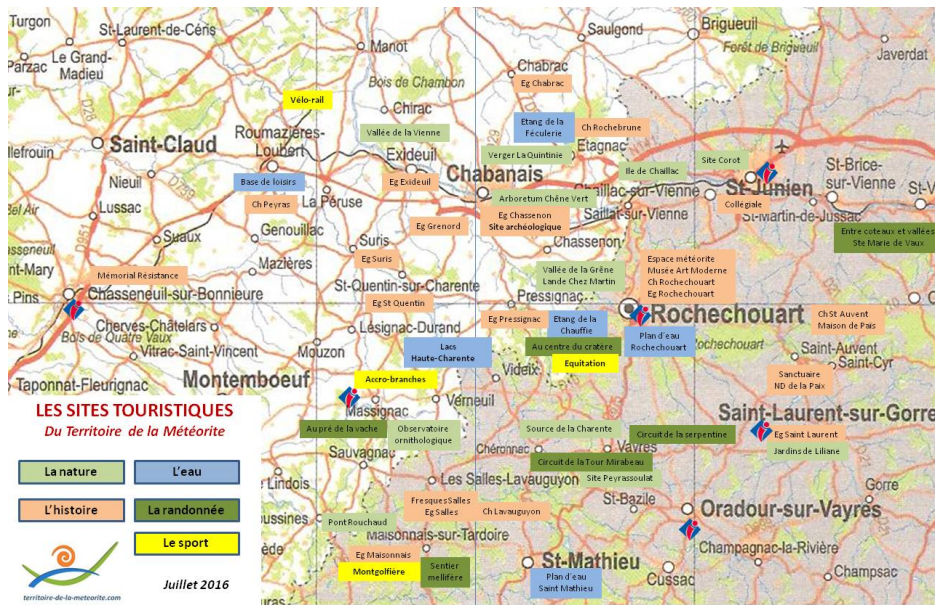 Turgon
St-Laurent-de-Céris
Parzac
Le Grand-
Madieu
Manot
Saulgond
Brigueuil
Forêt de Brigueuil
Javerdat
Bois de Chambon
Chabrac
Eg Chabrac
Vélo-rail
Chirac
Vallée de la Vienne
Etang de la
Féculerie
Ch Rochebrune
Etagnac
llefrouin
Saint-Claud
Roumazières-
Loubert
Exideuil
Verger La Quintinie
Site Corot
Nieuil
Base de loisirs
Eg Exideuil
Chabanais
Ile de Chaillac
Chaillac-sur-Vienne
St-Junien
St-Brice-
sur-Vienne
Lussac
Ch Peyras
La Péruse
Arboretum Chêne Vert
Saillat-sur-Vienne
Collégiale
St-Martin-de-Jussac
Bel Air
D951
Suaux
Genouillac
Eg Grenord
Eg Chassenon
Site archéologique
Entre coteaux et vallées
Ste Marie de Vaux
Suris
Eg Suris
Chassenon
Espace météorite
Musée Art Moderne
Ch Rochechouart
Eg Rochechouart
Mémorial Résistance
Mazières
St-Quentin-sur-Charente
Vallée de la Grêne
Lande Chez Martin
Chasseneuil-sur-Bonnieure
Eg St Quentin
Pressignac
Rochechouart
Cherves-Châtelars
Bois de Quatre Vaux
Lésignac-Durand
Eg Pressignac
Etang de la
Chauffie
Plan d'eau
Rochechouart
Rochechouart
Ch St Auvent
Maison de Païs
Vitrac-Saint-Vincent
Mouzon
Lacs
Haute-Charente
Au centre du cratère
Saint-Auvent
Saint-Cyr
Taponnat-Fleurignac
Montemboeuf
Accro-branches
Videix
Equitation
Sanctuaire
ND de la Paix
Massignac
Verneuil
Saint-Laurent-sur-Gorre
LES SITES TOURISTIQUES
Du Territoire de la Météorite
Au pré de la vache
Observatoire
ornithologique
Source de la Charente
Circuit de la serpentine
Eg Saint Laurent
Jardins de Liliane
Sauvagnac
Chéronnac
Vayres
Circuit de la Tour Mirabeau
La nature
L'eau
Lindois
Les Salles-Lavauguyon
Site Peyrassoulat
Gorre
L'histoire
La randonnée
Fresques Salles
Eg Salles
Ch Lavauguyon
St-Bazile
Oradour-sur-Vayres
Le sport
Pont Rouchaud
Maisonnais-sur-Tardoire
Eg Maisonnais
Montgolfière
Sentier
mellifère
St-Mathieu
Plan d'eau
Saint Mathieu
Champagnac-la-Rivière
Cussac
Champsac
territoire-de-la-meteorite.com
Juillet 2016